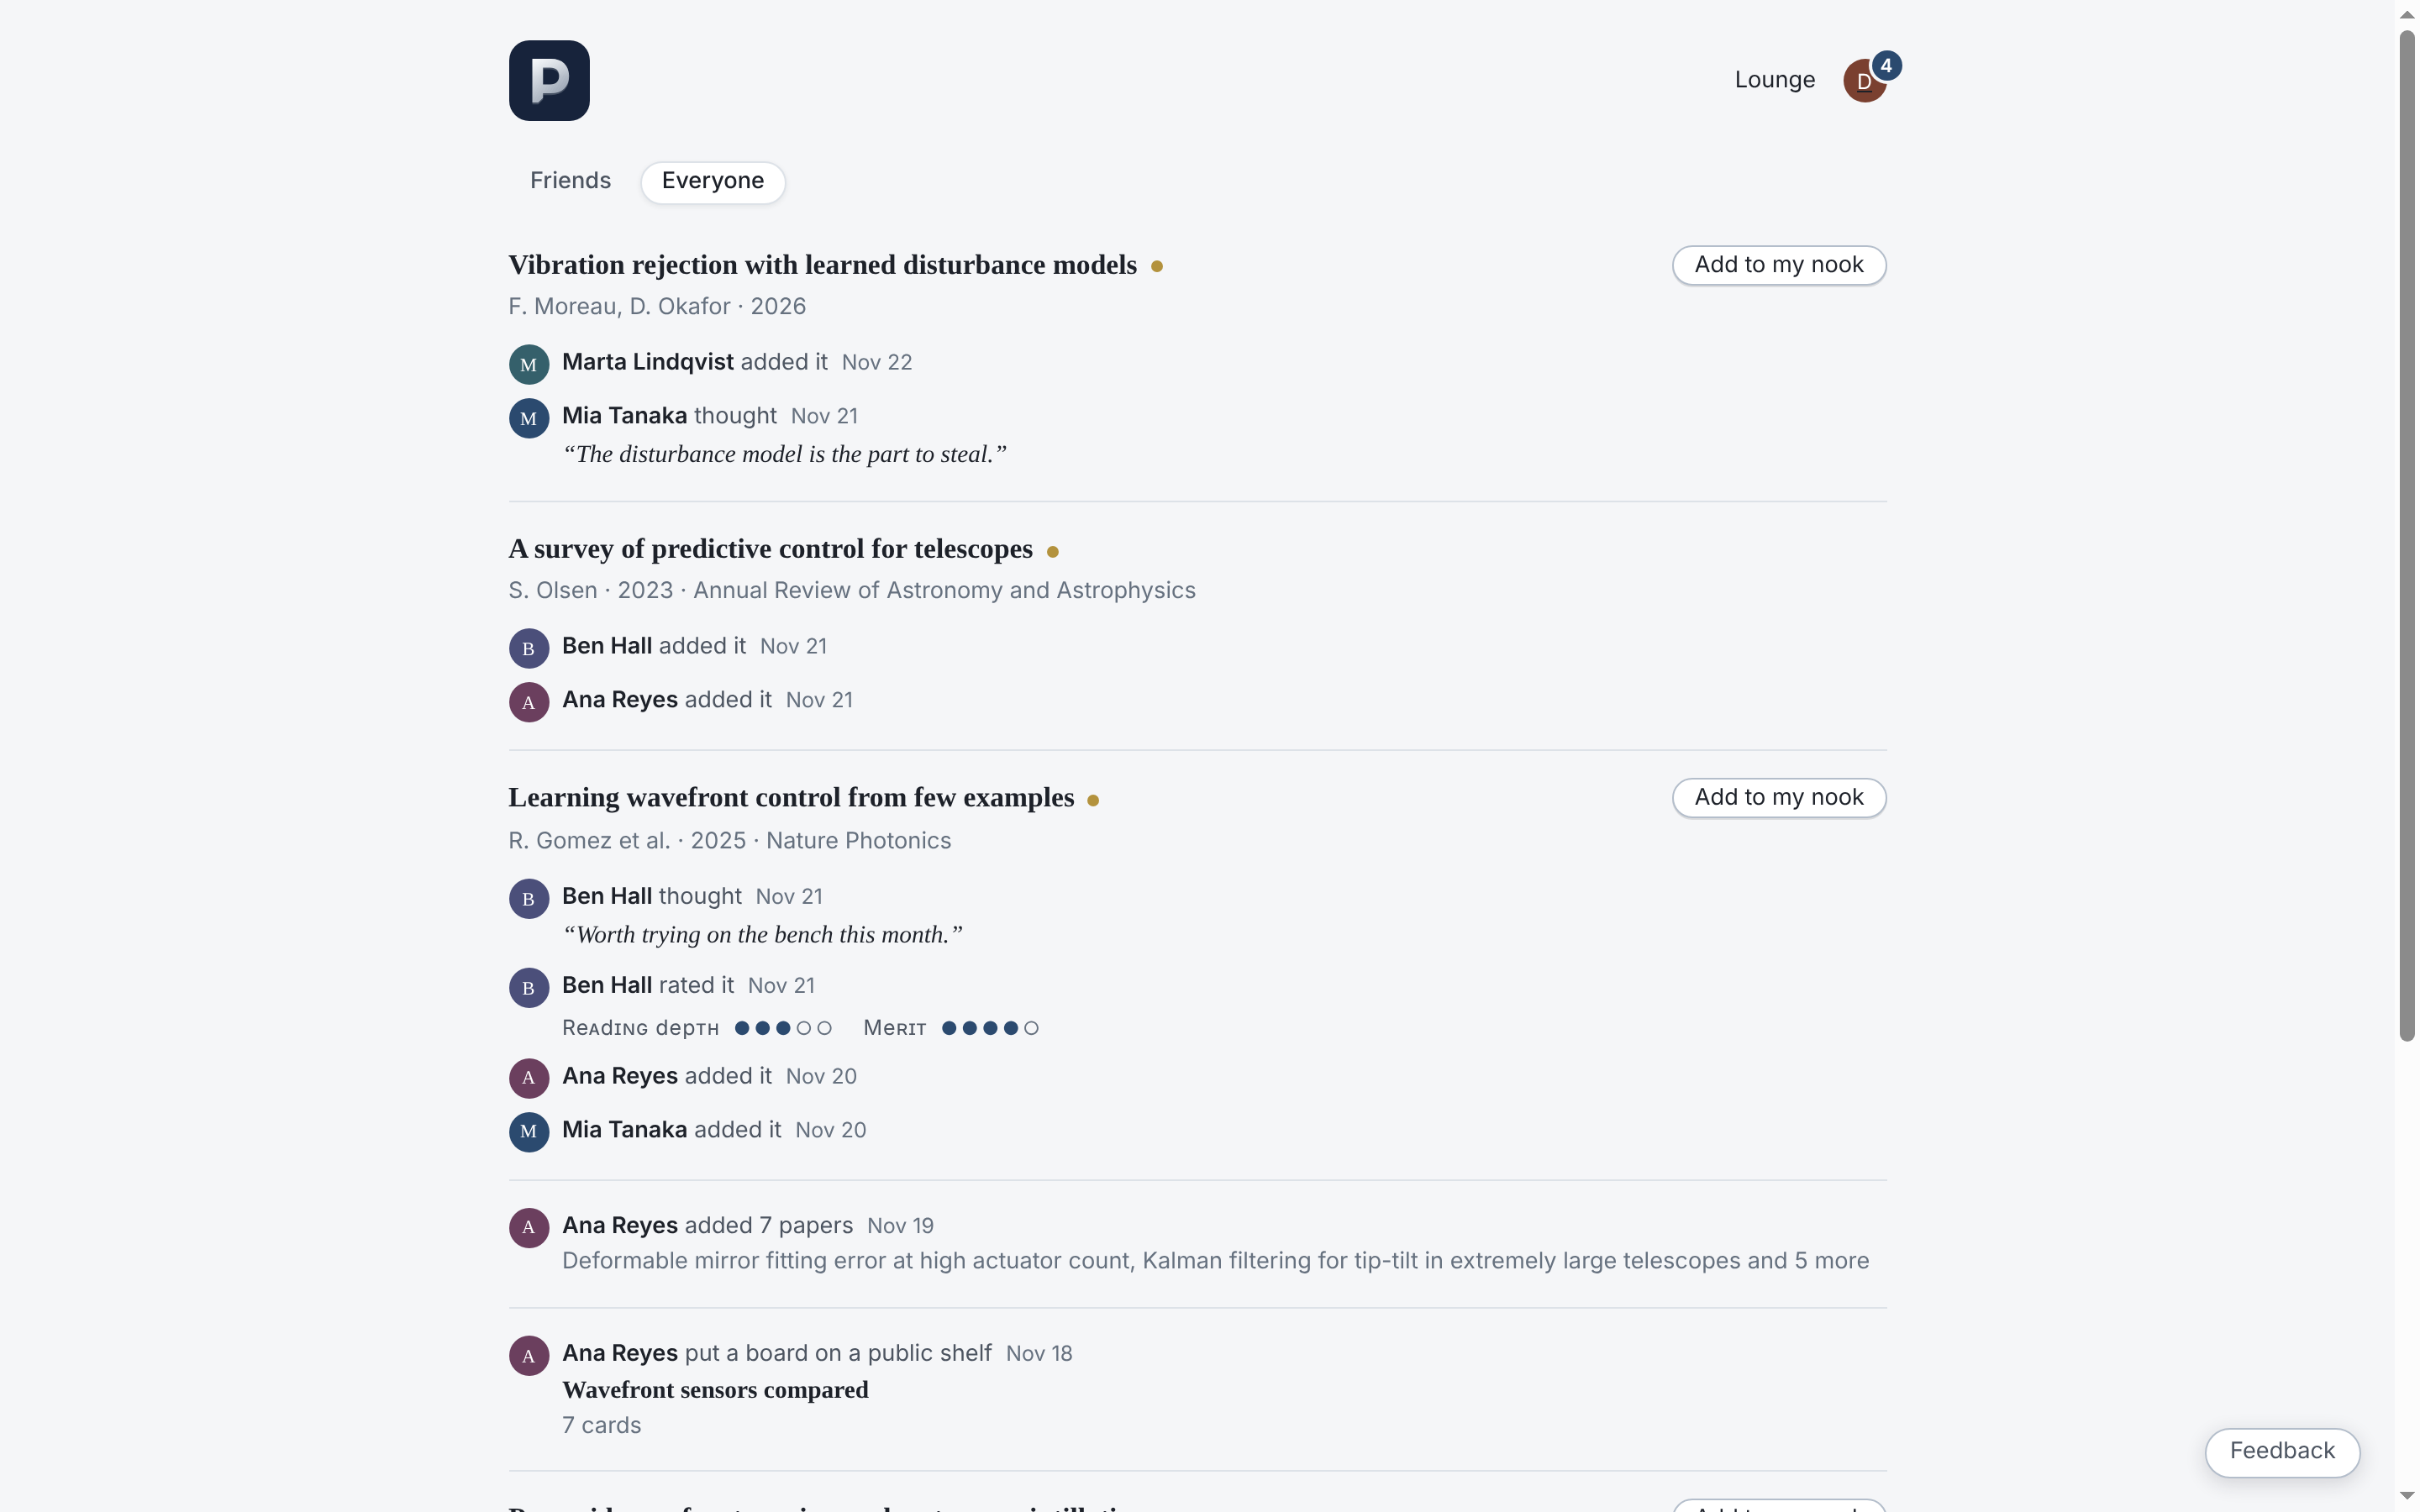 P
Lounge
D
4
Friends
Everyone
Vibration rejection with learned disturbance models
Add to my nook
F. Moreau, D. Okafor · 2026
M
Marta Lindqvist added it Nov 22
M
Mia Tanaka thought Nov 21
“The disturbance model is the part to steal.”
A survey of predictive control for telescopes
S. Olsen · 2023 · Annual Review of Astronomy and Astrophysics
B
Ben Hall added it Nov 21
A
Ana Reyes added it Nov 21
Learning wavefront control from few examples
Add to my nook
R. Gomez et al. · 2025 · Nature Photonics
B
Ben Hall thought Nov 21
“Worth trying on the bench this month.”
B
Ben Hall rated it Nov 21
Reading depth
Merit
A
Ana Reyes added it Nov 20
M
Mia Tanaka added it Nov 20
A
Ana Reyes added 7 papers Nov 19
Deformable mirror fitting error at high actuator count, Kalman filtering for tip-tilt in extremely large telescopes and 5 more
A
Ana Reyes put a board on a public shelf Nov 18
Wavefront sensors compared
7 cards
Feedback